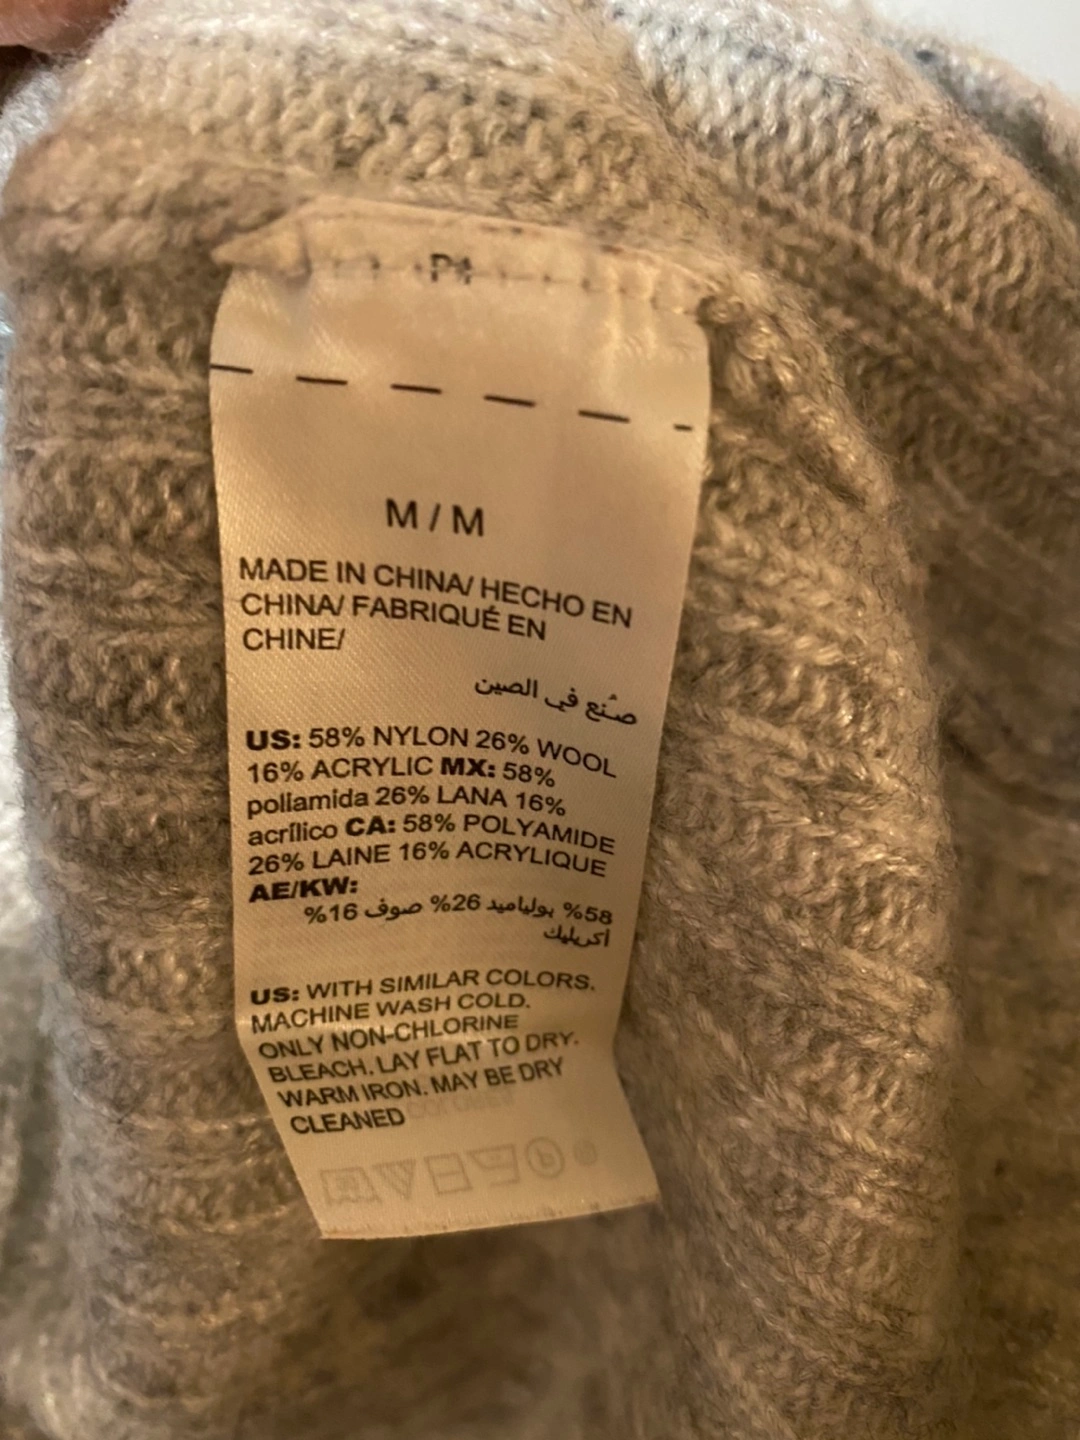 P4
M / M
MADE IN CHINA/ HECHO EN
CHINA/ FABRIQUÉ EN
CHINE/
صُنع في الصين
US: 58% NYLON 26% WOOL
16% ACRYLIC MX: 58%
poliamida 26% LANA 16%
acrílico CA: 58% POLYAMIDE
26% LAINE 16% ACRYLIQUE
AE/KW:
%58 بوليأميد %26 صوف %16
أكريليك
US: WITH SIMILAR COLORS.
MACHINE WASH COLD.
ONLY NON-CHLORINE
BLEACH. LAY FLAT TO DRY.
WARM IRON. MAY BE DRY
CLEANED